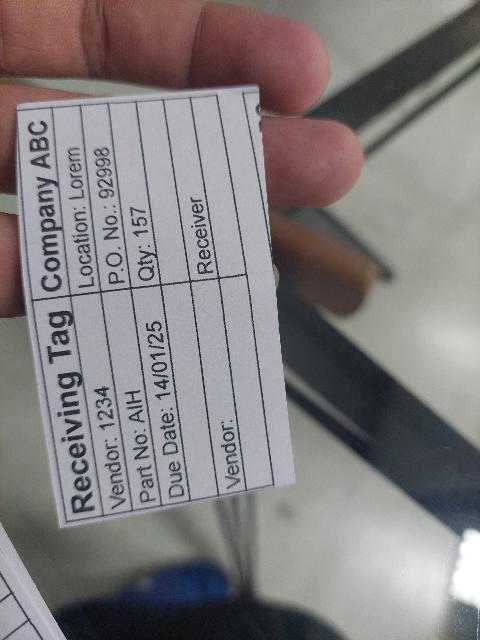 Receiving Tag Company ABC
Vendor: 1234 Location: Lorem
Part No: AIH P.O. No.: 92998
Due Date: 14/01/25 Qty: 157
Receiver
Vendor: